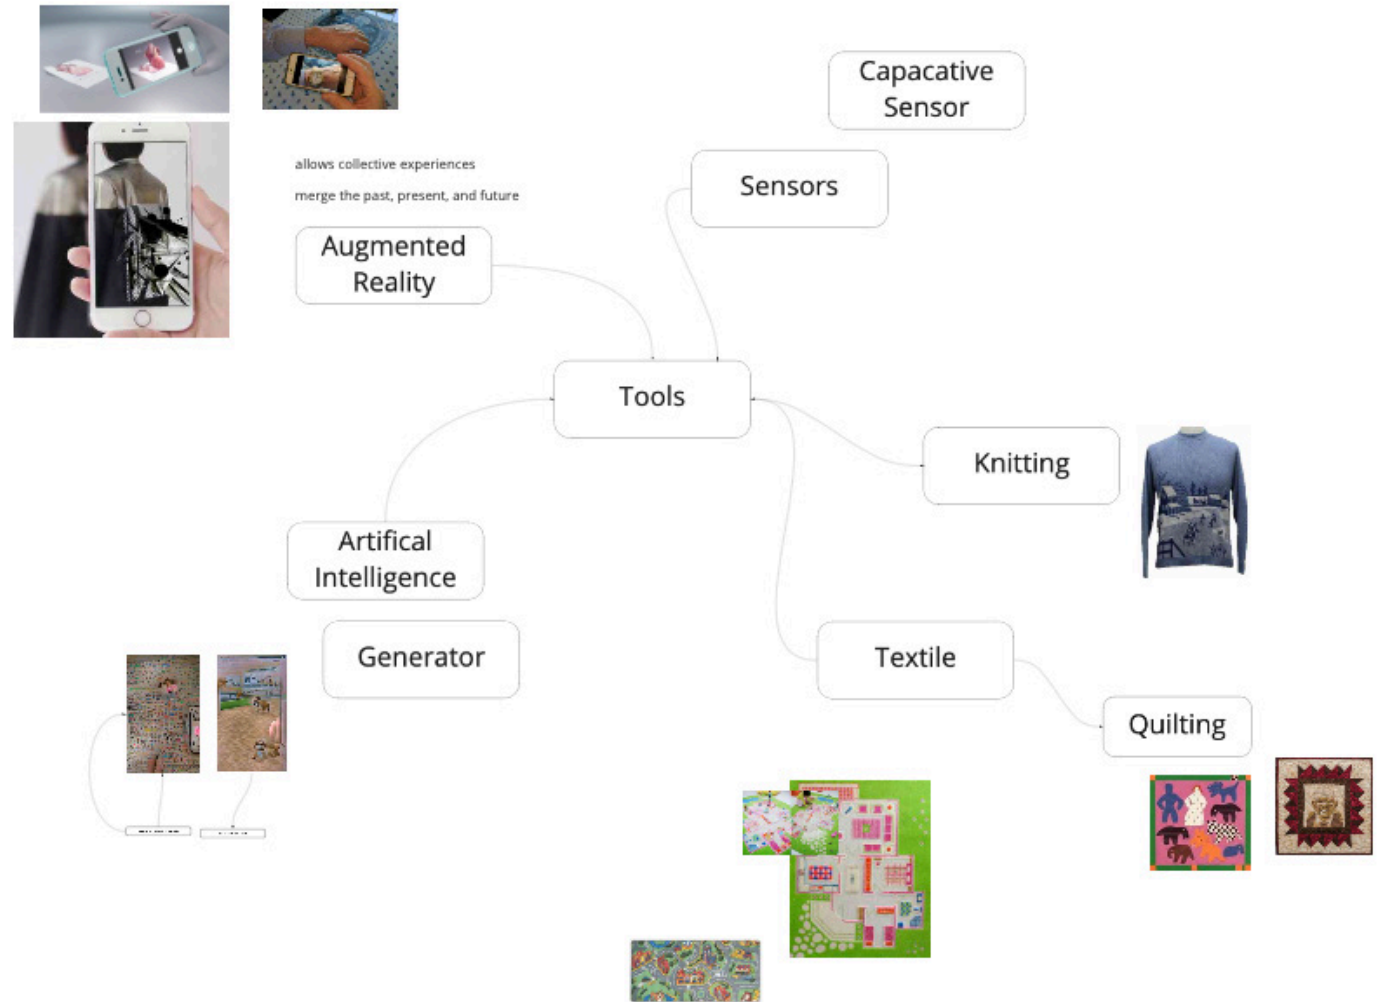 Capacative
Sensor
allows collective experiences
merge the past, present, and future
Sensors
Augmented
Reality
Tools
Knitting
Artifical
Intelligence
Generator
Textile
Quilting